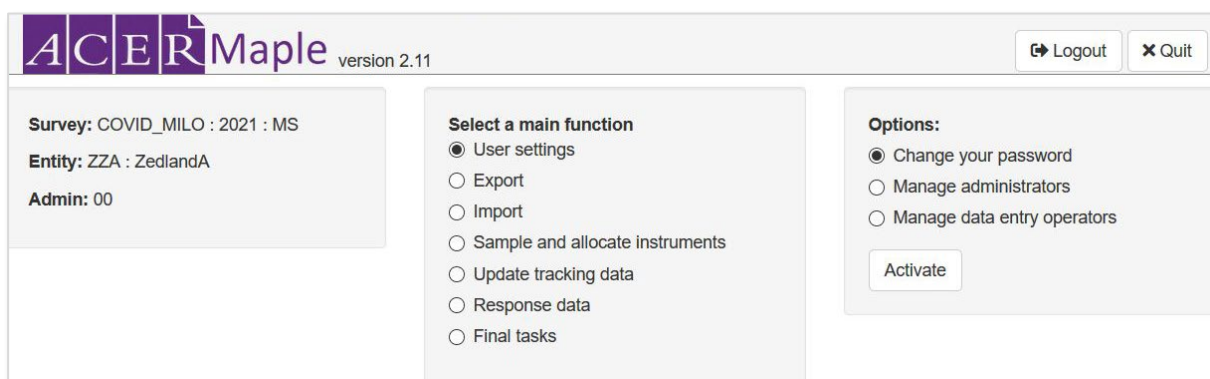 ACER Maple version 2.11
Logout
Quit
Survey: COVID_MILO : 2021 : MS
Entity: ZZA : ZedlandA
Admin: 00
Select a main function
User settings
Export
Import
Sample and allocate instruments
Update tracking data
Response data
Final tasks
Options:
Change your password
Manage administrators
Manage data entry operators
Activate